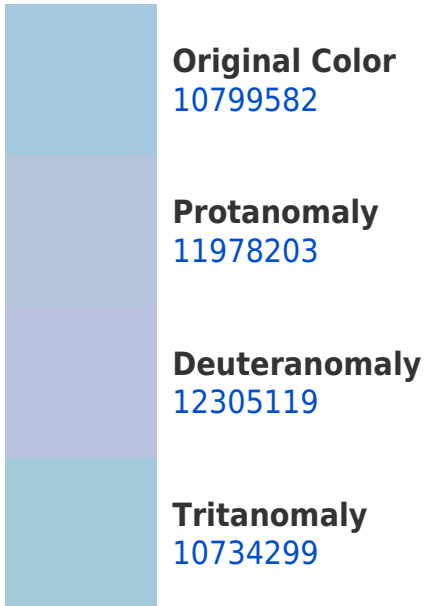 Original Color
10799582
Protanomaly
11978203
Deuteranomaly
12305119
Tritanomaly
10734299